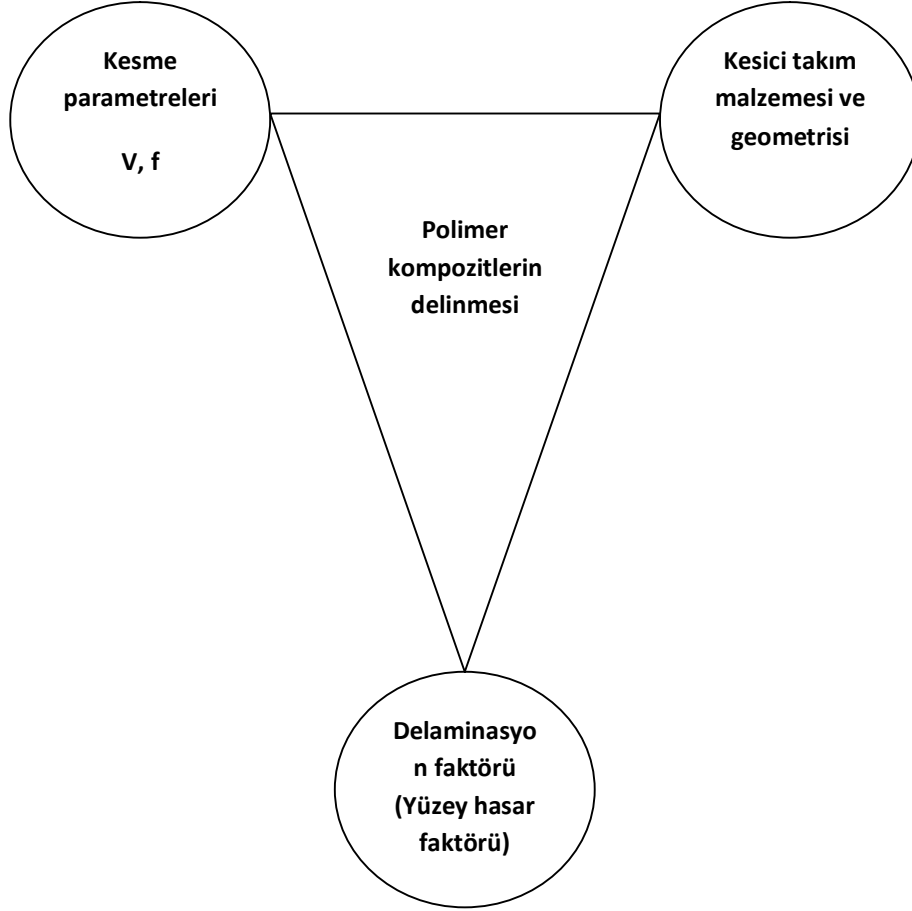 Kesme
parametreleri
V, f
Kesici takım
malzemesi ve
geometrisi
Polimer
kompozitlerin
delinmesi
Delaminasyo
n faktörü
(Yüzey hasar
faktörü)